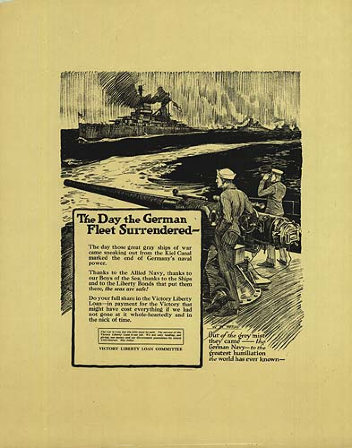 The Day the German
Fleet Surrendered—
The day those great gray ships of war
came sneaking out from the Kiel Canal
marked the end of Germany's naval
power.
Thanks to the Allied Navy, thanks to
our Boys of the Sea, thanks to the Ships
and to the Liberty Bonds that put them
there, she was safe!
Do your full share in the Victory Liberty
Loan—in payment for the Victory that
might have cost everything if we had
not gone at it whole-heartedly and in
the nick of time.
VICTORY LIBERTY LOAN COMMITTEE
Out of the grey mist
they came — the
German Navy—to the
greatest humiliation
the world has ever known—